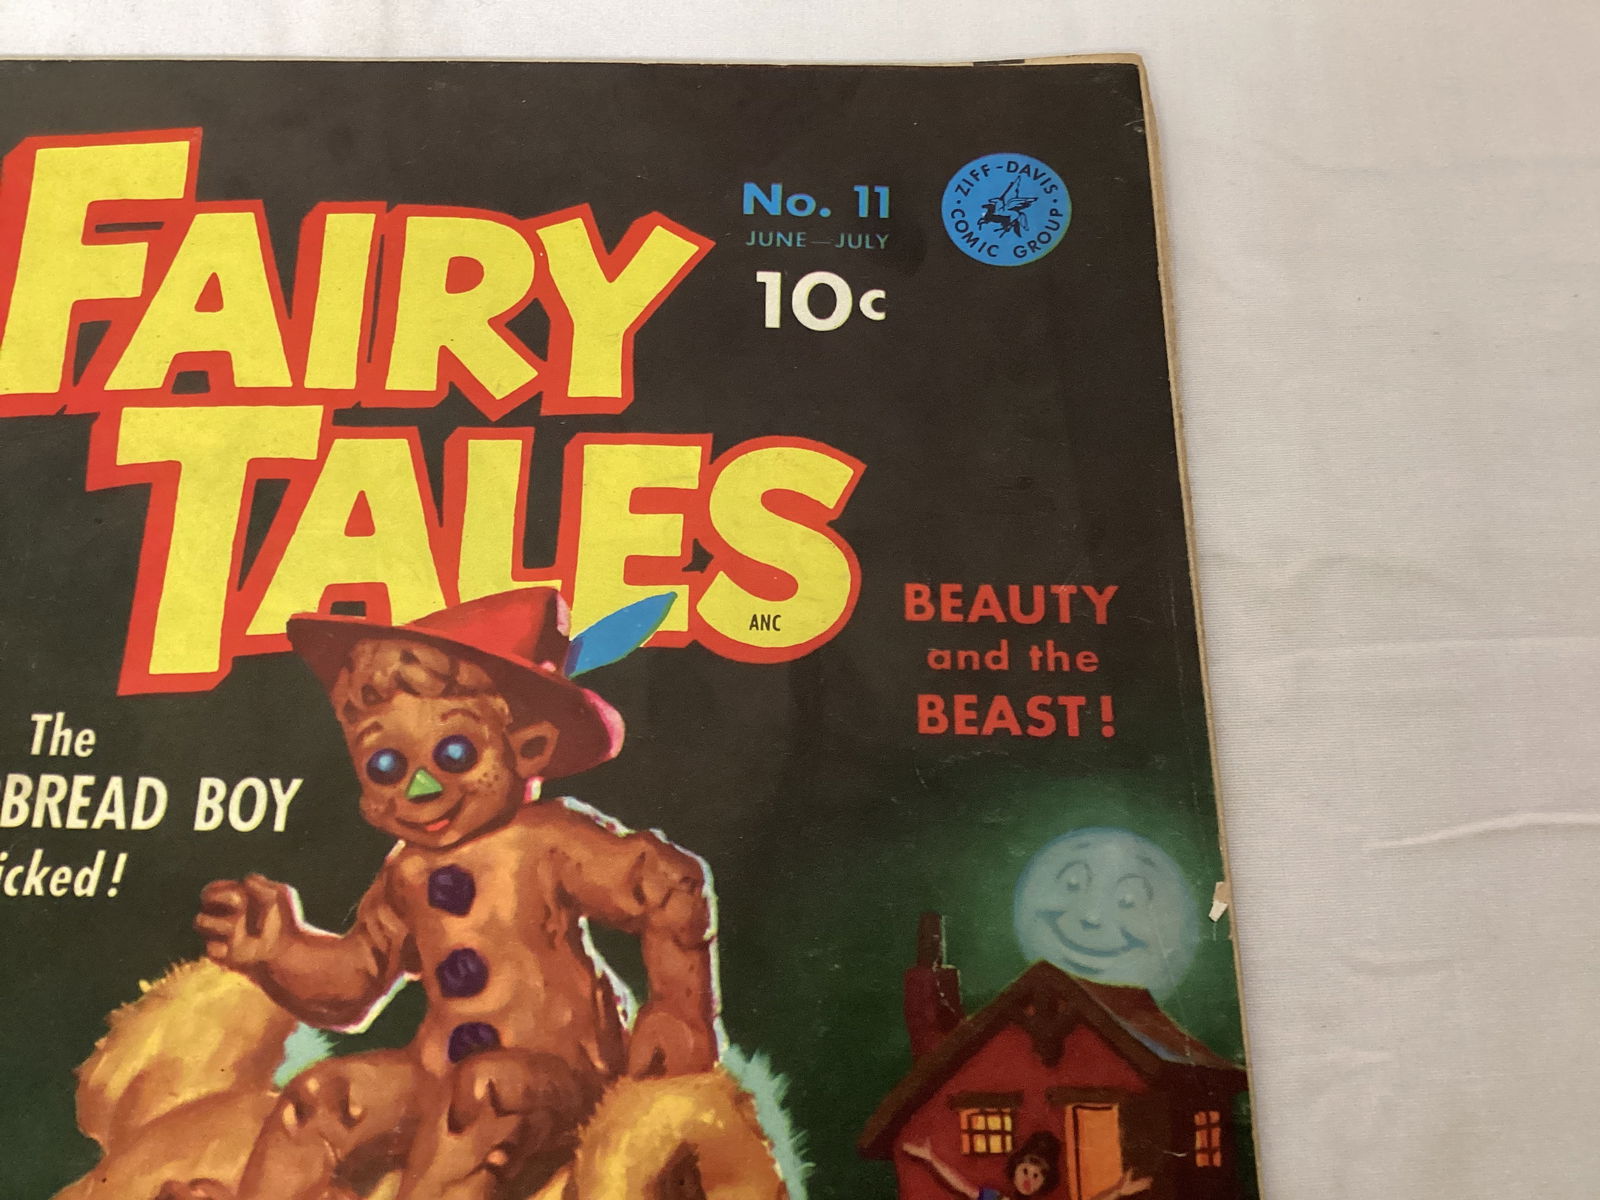 FAIRY
TALES
No. 11
JUNE—JULY
10c
ZIFF-DAVIS
COMIC GROUP
ANC
BEAUTY
and the
BEAST!
The
BREAD BOY
icked!